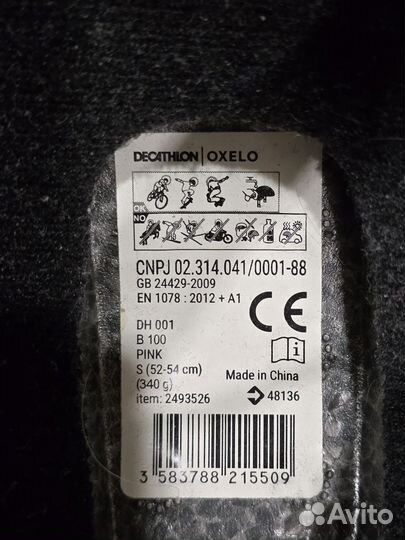 DECATHLON | OXELO
OK
NO
CNPJ 02.314.041/0001-88
GB 24429-2009
EN 1078 : 2012 + A1
CE
DH 001
B 100
PINK
S (52-54 cm)
(340 g)
item: 2493526
Made in China
48136
3 583788 215509
Avito